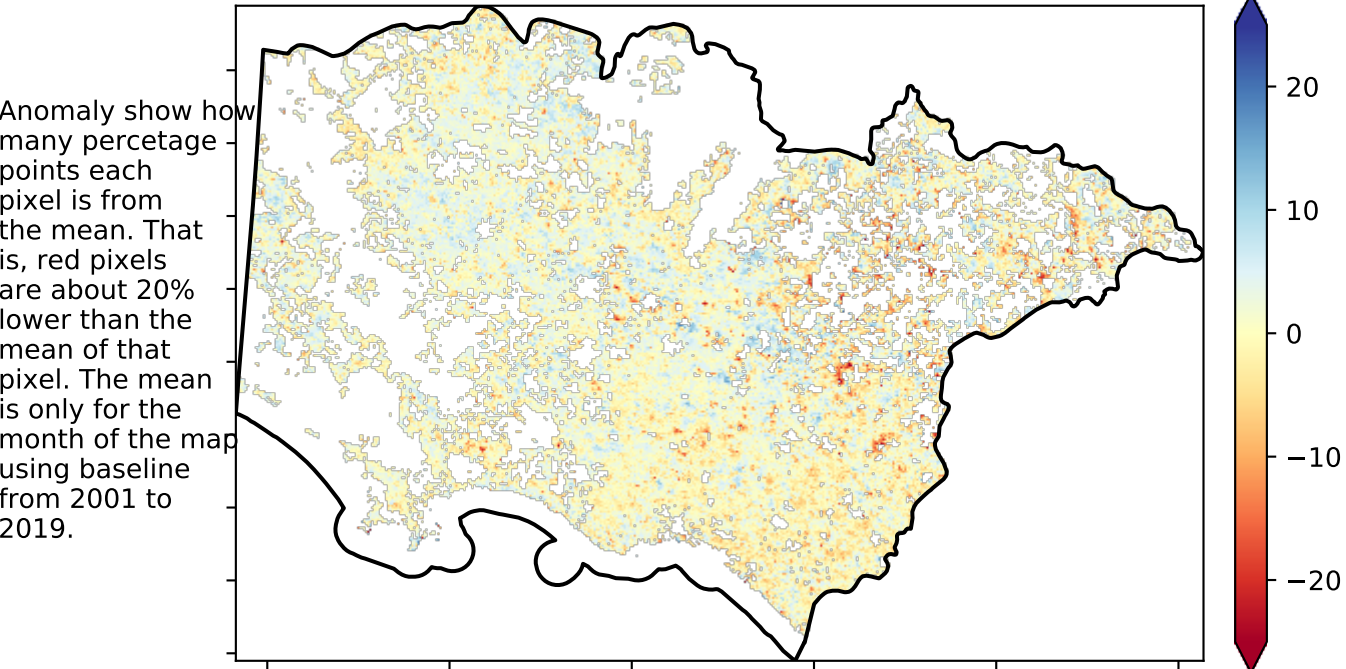 Anomaly show how
many percetage
points each
pixel is from
the mean. That
is, red pixels
are about 20%
lower than the
mean of that
pixel. The mean
is only for the
month of the map
using baseline
from 2001 to
2019.
20
10
0
−10
−20